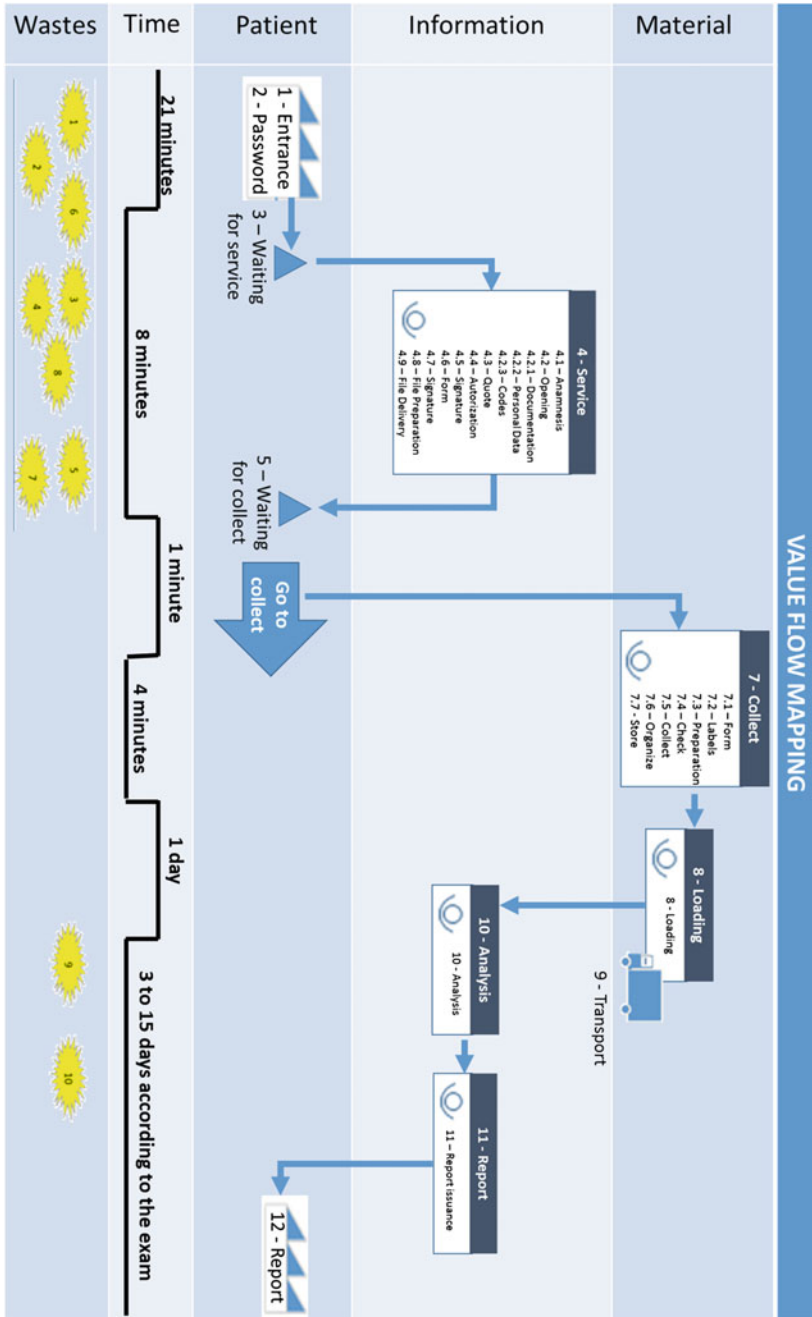 VALUE FLOW MAPPING
Material
7 - Collect
7.1 – Form
7.2 – Labels
7.3 – Preparation
7.4 – Check
7.5 – Collect
7.6 – Organize
7.7 - Store
8 - Loading
8 - Loading
9 - Transport
Information
4 - Service
4.1 – Anamnesis
4.2 – Opening
4.2.1 – Documentation
4.2.2 – Personal Data
4.2.3 – Codes
4.3 – Quote
4.4 – Autorization
4.5 – Signature
4.6 – Form
4.7 – Signature
4.8 – File Preparation
4.9 – File Delivery
10 - Analysis
10 - Analysis
11 - Report
11 – Report issuance
Patient
1 - Entrance
2 - Password
3 – Waiting
for service
5 – Waiting
for collect
Go to
collect
12 - Report
Time
21 minutes
8 minutes
1 minute
4 minutes
1 day
3 to 15 days according to the exam
Wastes
1
2
6
3
4
8
5
7
9
10